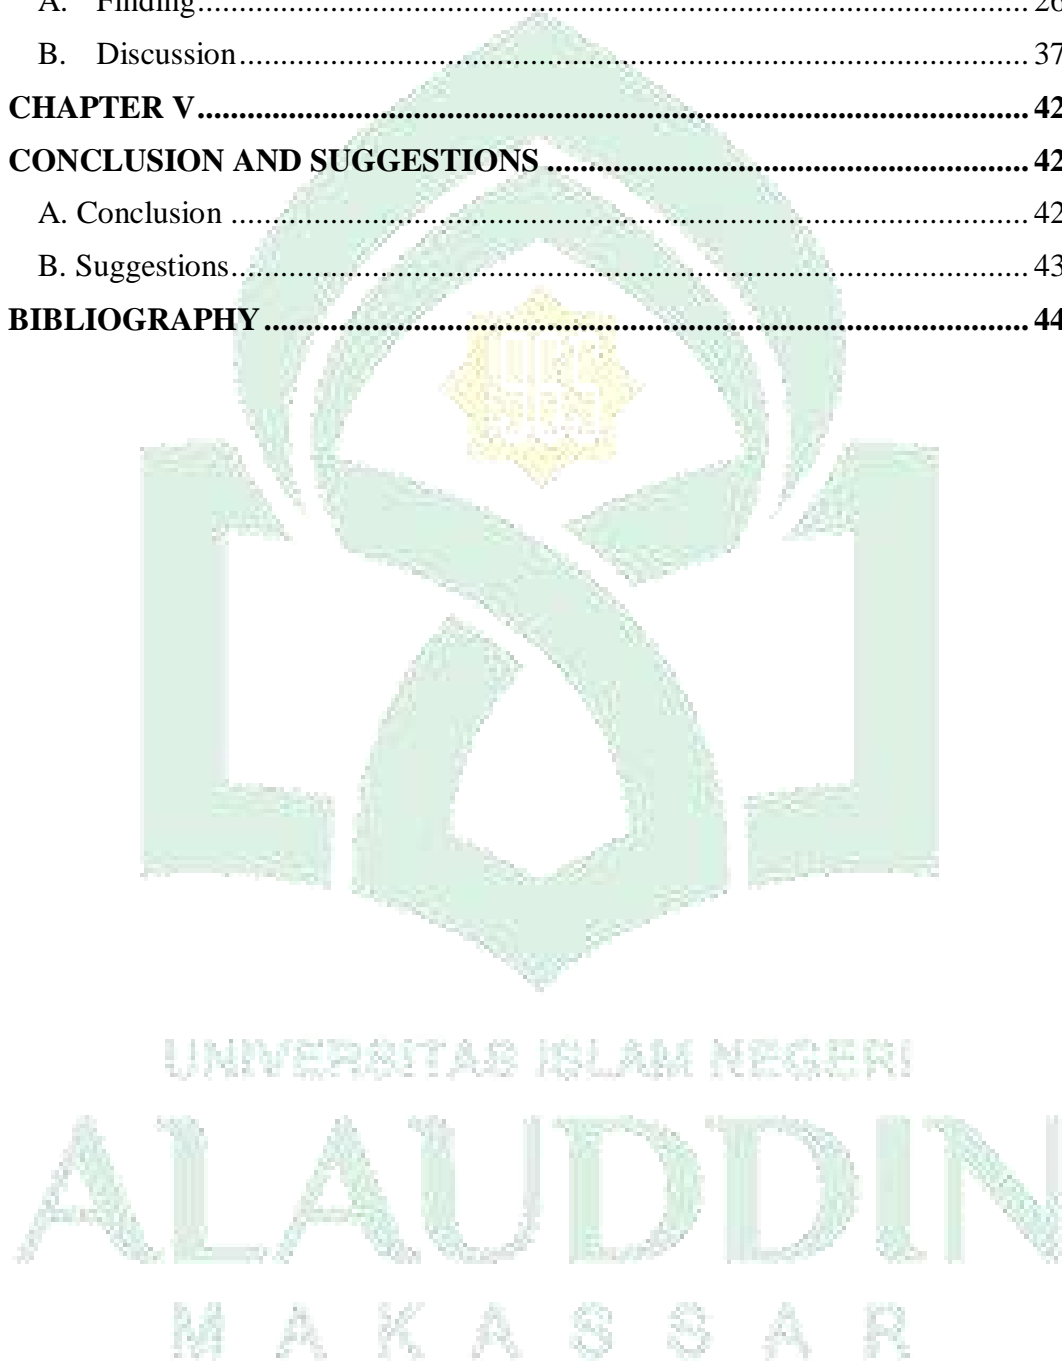 A. Finding........................................................................................................ 26
B. Discussion................................................................................................... 37
CHAPTER V.................................................................................................... 42
CONCLUSION AND SUGGESTIONS .......................................................... 42
A. Conclusion .................................................................................................. 42
B. Suggestions.................................................................................................. 43
BIBLIOGRAPHY............................................................................................ 44
UNIVERSITAS ISLAM NEGERI
ALAUDDIN
MAKASSAR